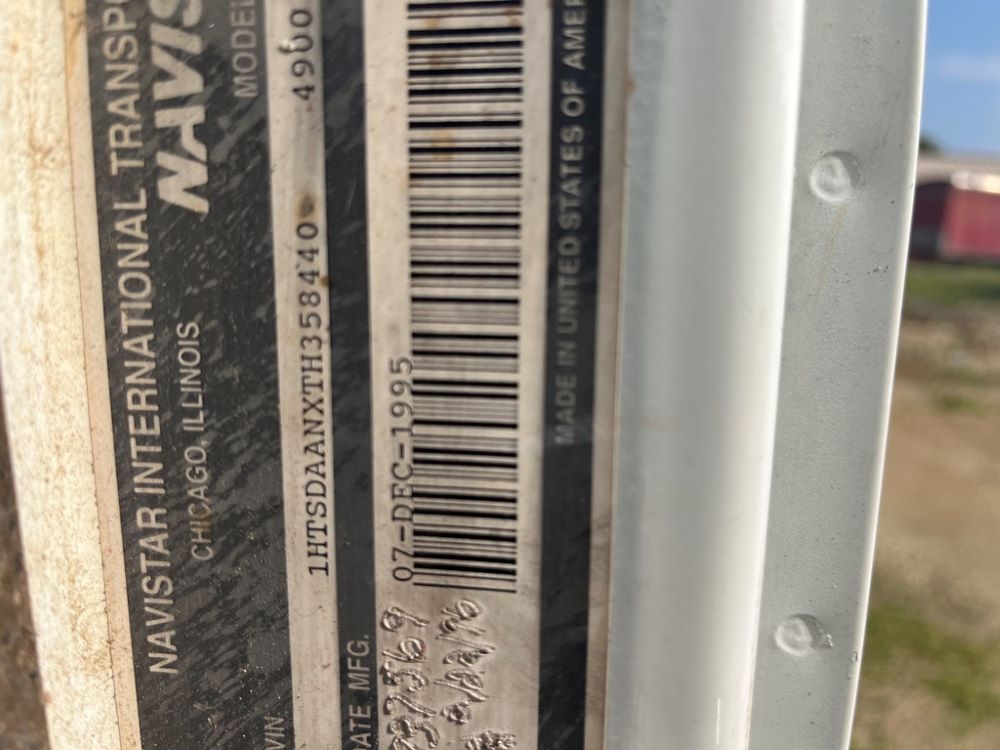 NAVISTAR INTERNATIONAL TRANSP
CHICAGO, ILLINOIS
NAVIS
MODEL
VIN
1HTSDAANXTH358440
4900
DATE MFG.
07-DEC-1995
MADE IN UNITED STATES OF AMER